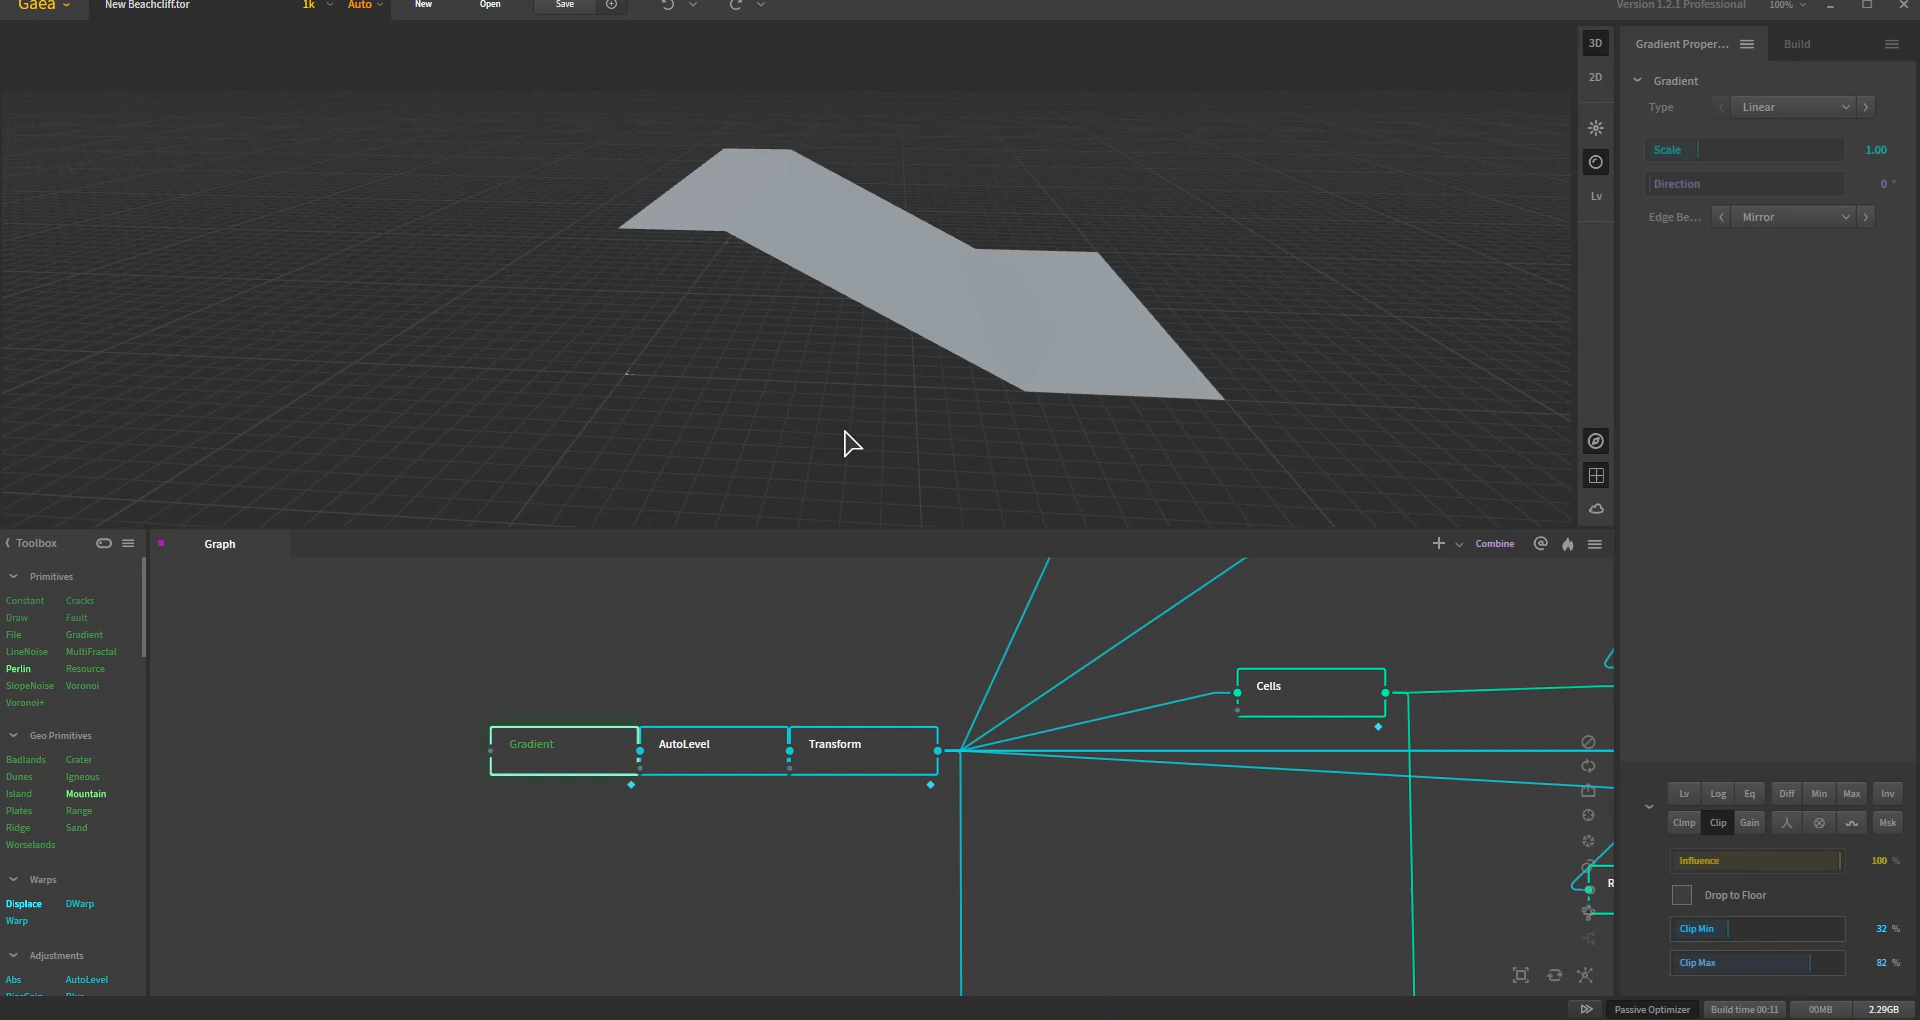 Gaea
New Beachcliff.tor
1k
Auto
New
Open
Save
Version 1.2.1 Professional
100%
3D
2D
Lv
Gradient Proper...
Build
Gradient
Type
Linear
Scale
1.00
Direction
0 °
Edge Be...
Mirror
Toolbox
Graph
Combine
Primitives
Constant Cracks
Draw Fault
File Gradient
LineNoise MultiFractal
Perlin Resource
SlopeNoise Voronoi
Voronoi+
Geo Primitives
Badlands Crater
Dunes Igneous
Island Mountain
Plates Range
Ridge Sand
Worselands
Warps
Displace DWarp
Warp
Adjustments
Abs AutoLevel
Gradient
AutoLevel
Transform
Cells
R
Lv Log Eq Diff Min Max Inv
Clmp Clip Gain Msk
Influence 100 %
Drop to Floor
Clip Min 32 %
Clip Max 82 %
Passive Optimizer
Build time 00:11
00MB
2.29GB